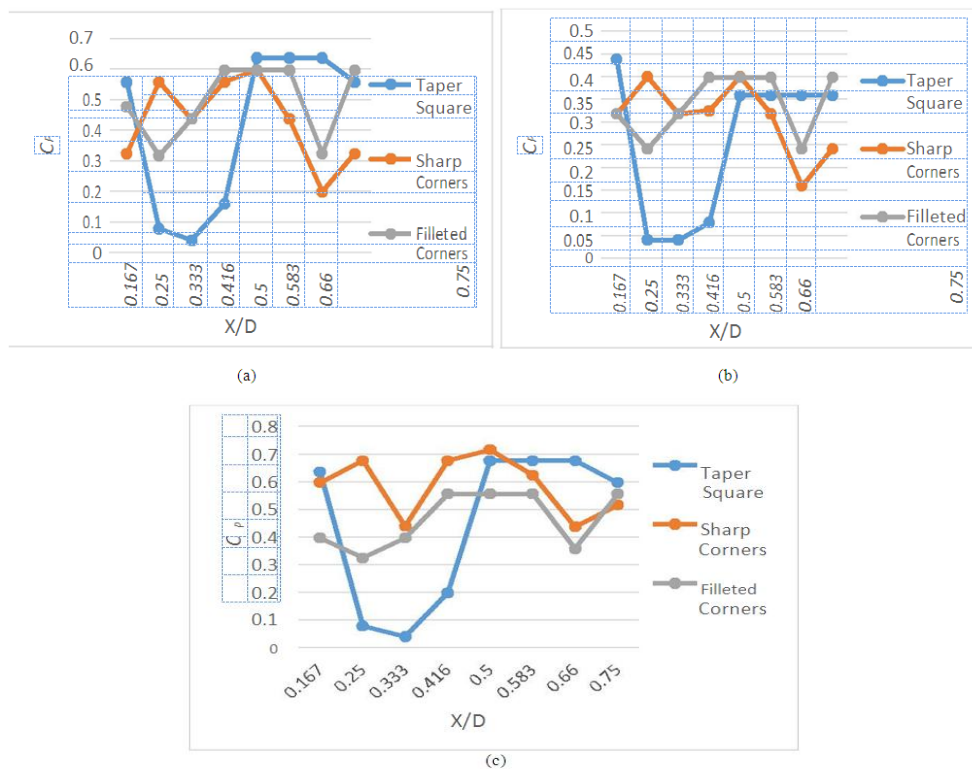 0.7
0.6
0.5
0.4
0.3
0.2
0.1
0
0.167
0.25
0.333
0.416
0.5
0.583
0.66
0.75
X/D
Taper
Square
Sharp
Corners
Filleted
Corners
(a)
0.5
0.45
0.4
0.35
0.3
0.25
0.2
0.15
0.1
0.05
0
0.167
0.25
0.333
0.416
0.5
0.583
0.66
0.75
X/D
Taper
Square
Sharp
Corners
Filleted
Corners
(b)
C p
0.8
0.7
0.6
0.5
0.4
0.3
0.2
0.1
0
0.167
0.25
0.333
0.416
0.5
0.583
0.66
0.75
X/D
Taper
Square
Sharp
Corners
Filleted
Corners
(c)